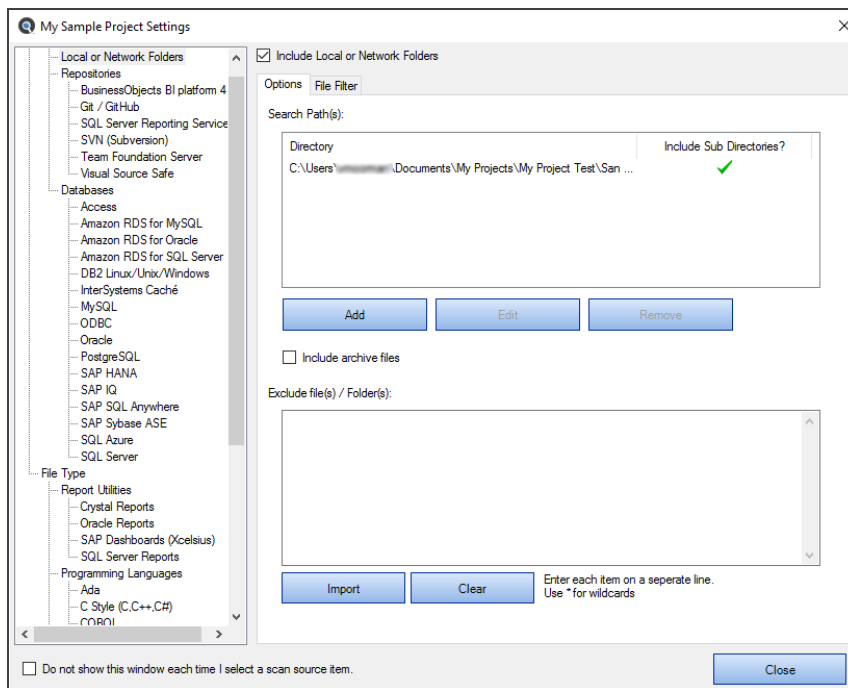 My Sample Project Settings
Local or Network Folders
Repositories
BusinessObjects BI platform 4
Git / GitHub
SQL Server Reporting Service
SVN (Subversion)
Team Foundation Server
Visual Source Safe
Databases
Access
Amazon RDS for MySQL
Amazon RDS for Oracle
Amazon RDS for SQL Server
DB2 Linux/Unix/Windows
InterSystems Caché
MySQL
ODBC
Oracle
PostgreSQL
SAP HANA
SAP IQ
SAP SQL Anywhere
SAP Sybase ASE
SQL Azure
SQL Server
File Type
Report Utilities
Crystal Reports
Oracle Reports
SAP Dashboards (Xcelsius)
SQL Server Reports
Programming Languages
Ada
C Style (C,C++,C#)
COBOL
Include Local or Network Folders
Options File Filter
Search Path(s):
Directory Include Sub Directories?
C:\Users\ \Documents\My Projects\My Project Test\San ...
Add Edit Remove
Include archive files
Exclude file(s) / Folder(s):
Import Clear
Enter each item on a seperate line.
Use * for wildcards
Do not show this window each time I select a scan source item.
Close